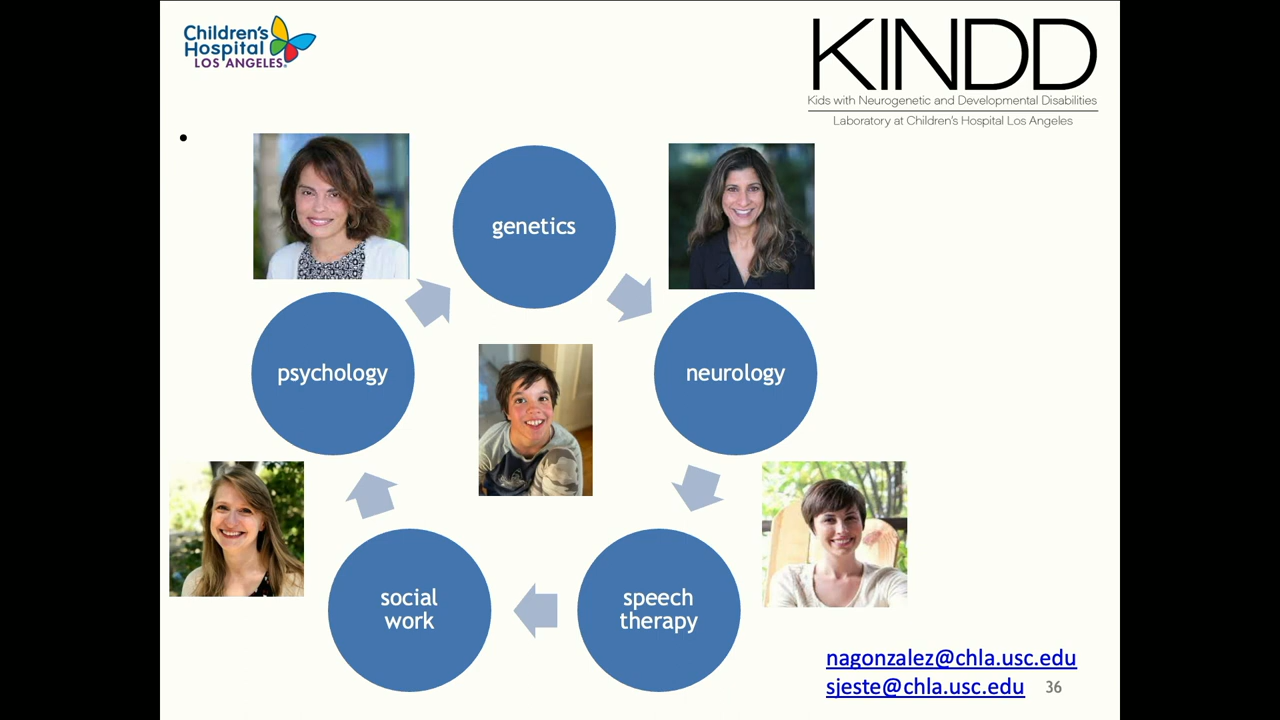 Children's
Hospital
LOS ANGELES®
KINDD
Kids with Neurogenetic and Developmental Disabilities
Laboratory at Children's Hospital Los Angeles
•
genetics
psychology
neurology
social
work
speech
therapy
nagonzalez@chla.usc.edu
sjeste@chla.usc.edu
36